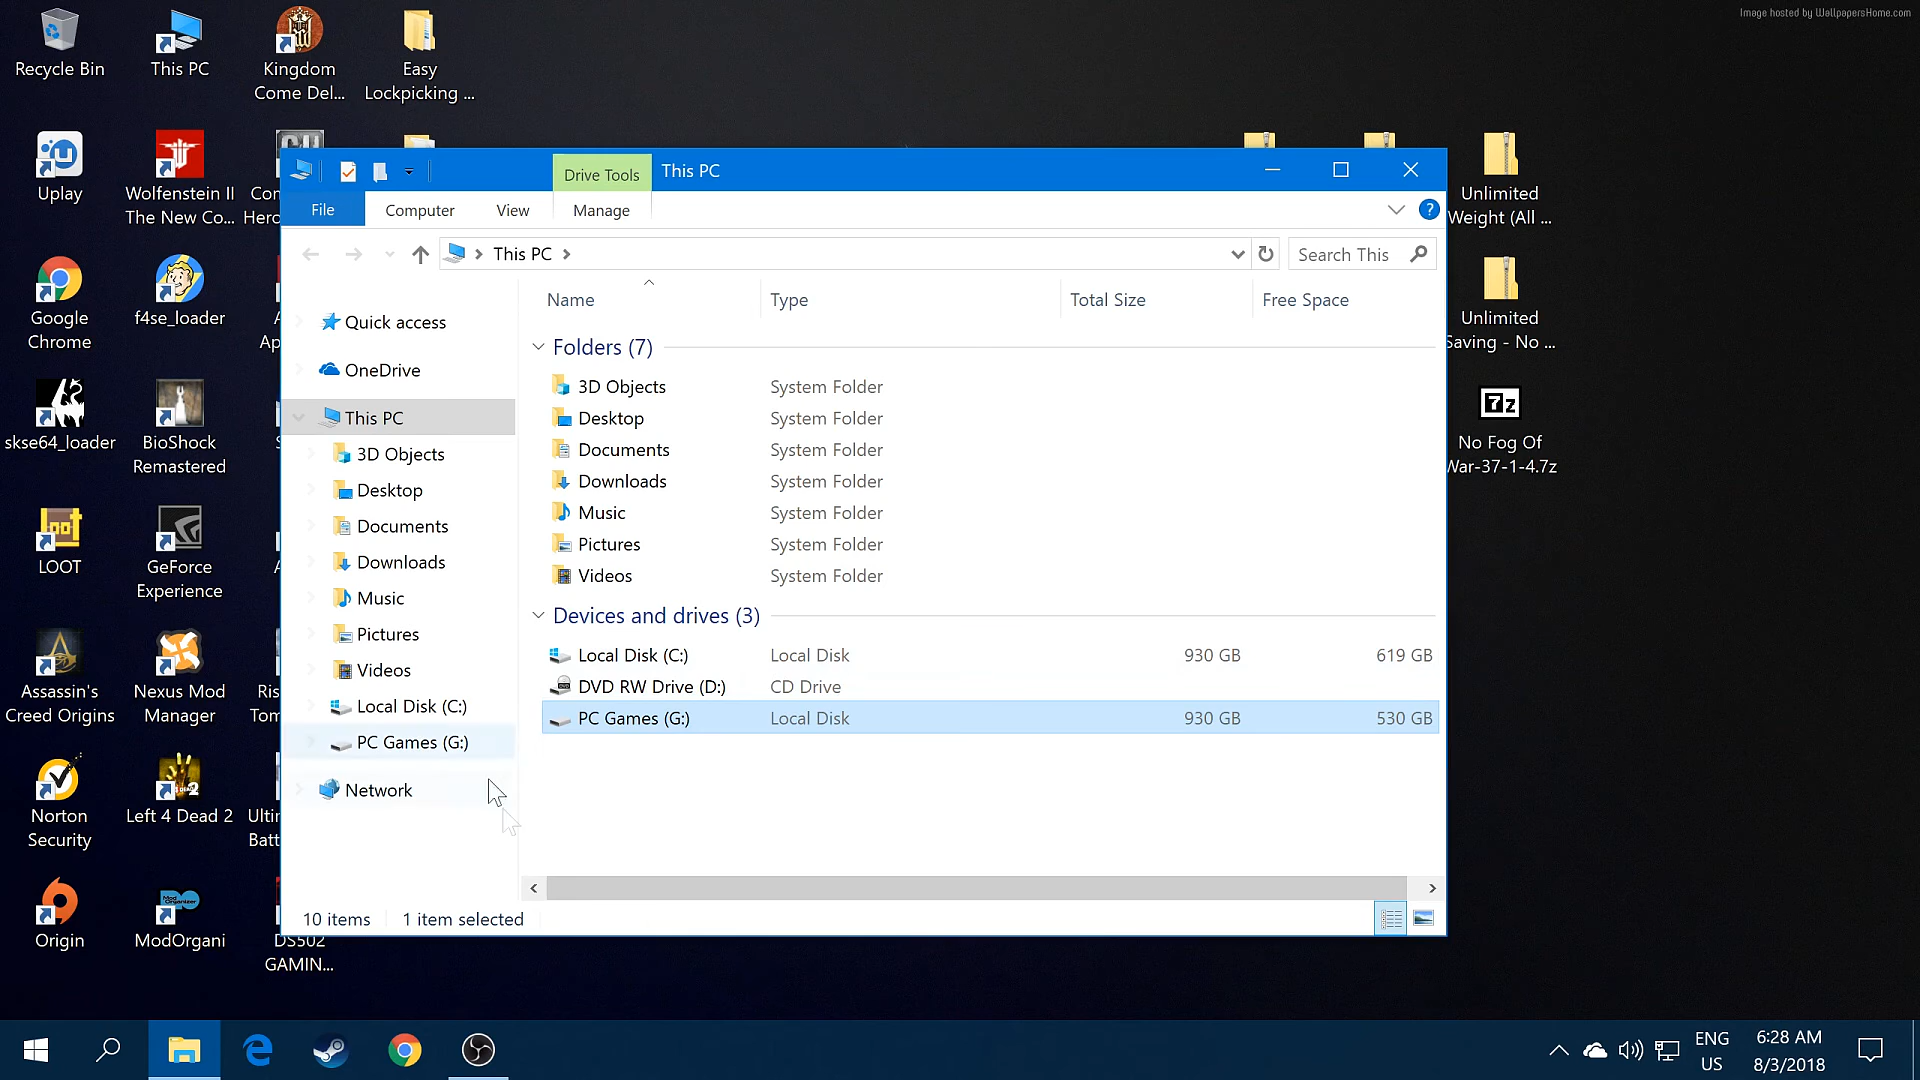 Image hosted by WallpapersHome.com
Recycle Bin
This PC
Kingdom
Come Del...
Easy
Lockpicking ...
Uplay
Wolfenstein II
The New Co...
Con
Hero
Unlimited
Weight (All ...
Google
Chrome
f4se_loader
Ap
Unlimited
Saving - No ...
skse64_loader
BioShock
Remastered
7z
No Fog Of
War-37-1-4.7z
LOOT
GeForce
Experience
Assassin's
Creed Origins
Nexus Mod
Manager
Ris
Tom
Norton
Security
Left 4 Dead 2
Ulti
Batt
Origin
ModOrgani
DS502
GAMIN...
Drive Tools
This PC
File
Computer
View
Manage
?
This PC
Search This
Name
Type
Total Size
Free Space
Quick access
OneDrive
This PC
3D Objects
Desktop
Documents
Downloads
Music
Pictures
Videos
Local Disk (C:)
PC Games (G:)
Network
Folders (7)
3D Objects System Folder
Desktop System Folder
Documents System Folder
Downloads System Folder
Music System Folder
Pictures System Folder
Videos System Folder
Devices and drives (3)
Local Disk (C:) Local Disk 930 GB 619 GB
DVD RW Drive (D:) CD Drive
PC Games (G:) Local Disk 930 GB 530 GB
10 items 1 item selected
ENG
US
6:28 AM
8/3/2018